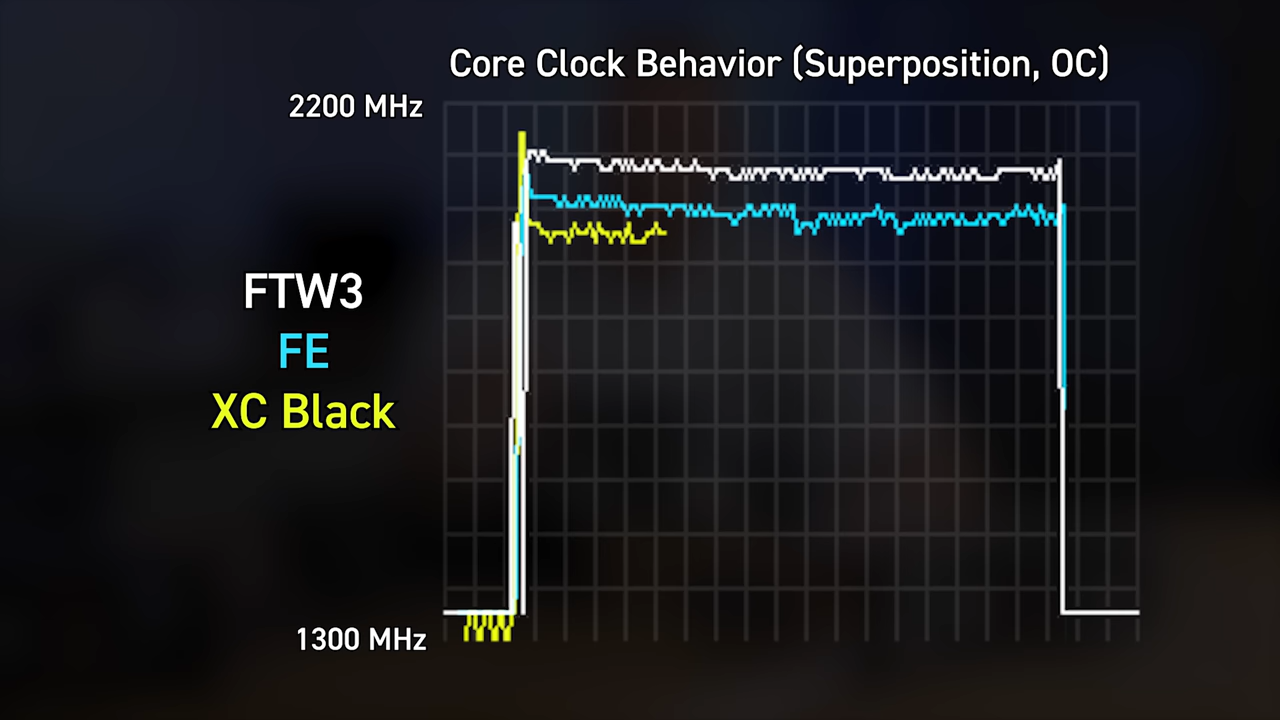 Core Clock Behavior (Superposition, OC)
2200 MHz
FTW3
FE
XC Black
1300 MHz